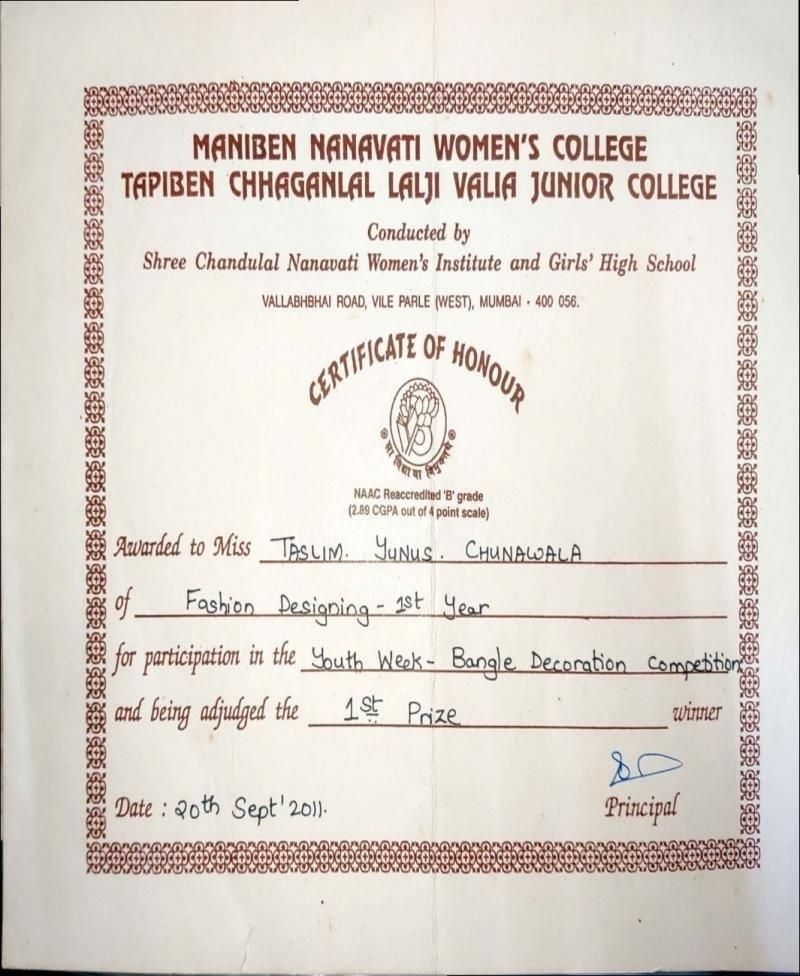 MANIBEN NANAVATI WOMEN'S COLLEGE
TAPIBEN CHHAGANLAL LALJI VALIA JUNIOR COLLEGE
Conducted by
Shree Chandulal Nanavati Women's Institute and Girls' High School
VALLABHBHAI ROAD, VILE PARLE (WEST), MUMBAI - 400 056.
CERTIFICATE OF HONOUR
सा विद्या या विमुक्तये
NAAC Reaccredited 'B' grade
(2.89 CGPA out of 4 point scale)
Awarded to Miss TASLIM. YUNUS. CHUNAWALA
of Fashion Designing - 1st Year
for participation in the Youth Week - Bangle Decoration Competition
and being adjudged the 1st Prize winner
Date : 20th Sept' 2011.
Principal